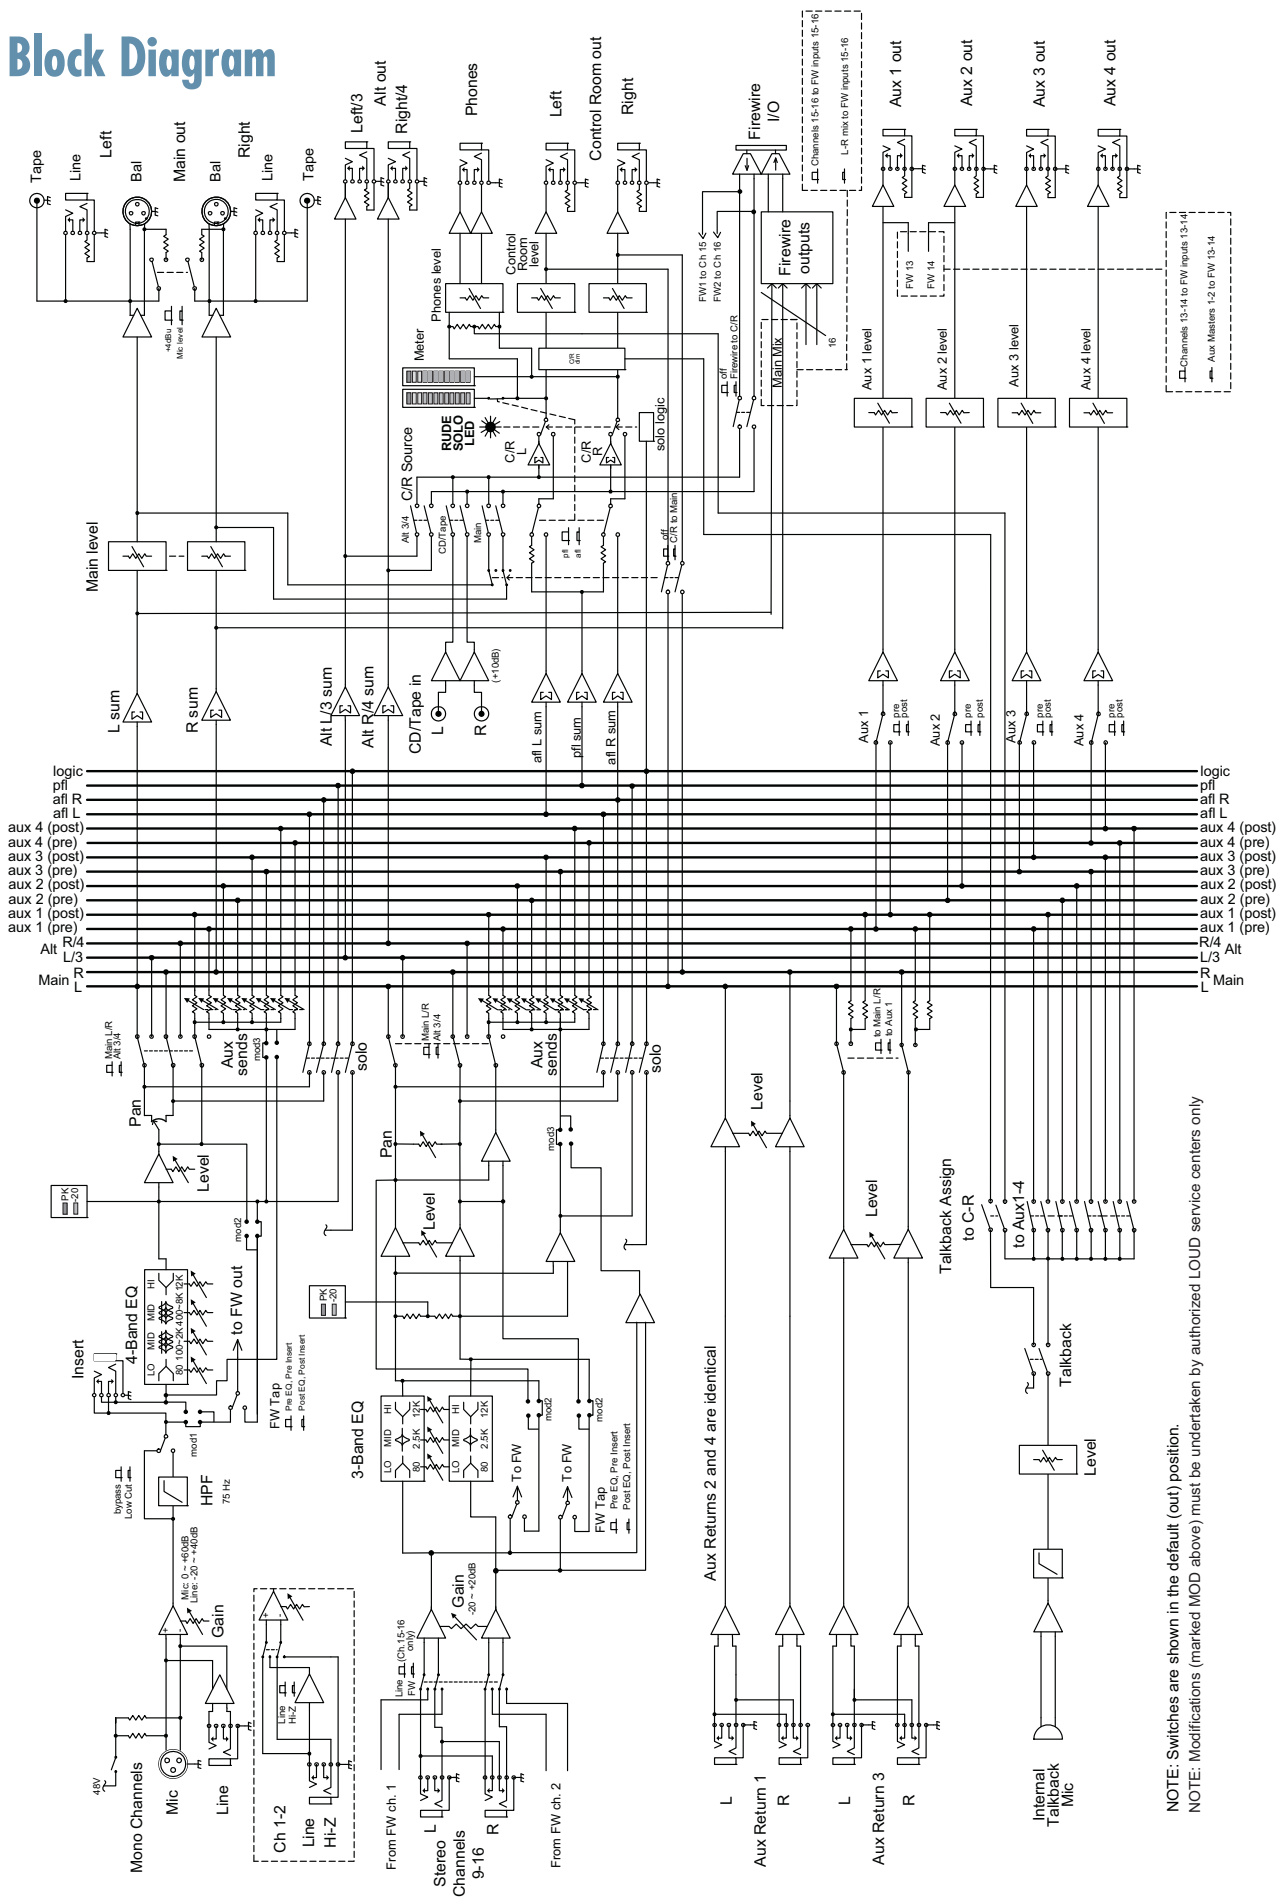 Block Diagram
Tape
Line
Left
Bal
Main out
Bal
Right
Line
Tape
+4dBu
Mic level
Left/3
Alt out
Right/4
Phones
Left
Control Room out
Right
Firewire
I/O
Channels 15-16 to FW inputs 15-16
L-R mix to FW inputs 15-16
Aux 1 out
Aux 2 out
Aux 3 out
Aux 4 out
Phones level
Control
Room
level
FW1 to Ch 15
FW2 to Ch 16
Firewire
outputs
16
Main Mix
FW 13
FW 14
Channels 13-14 to FW inputs 13-14
Aux Masters 1-2 to FW 13-14
Meter
C/R
dim
off
Firewire to C/R
Aux 1 level
Aux 2 level
Aux 3 level
Aux 4 level
RUDE
SOLO
LED
C/R
L
C/R
R
solo logic
Main level
C/R Source
Alt 3/4
CD/Tape
Main
pfl
afl
off
C/R to Main
L sum
R sum
Alt L/3 sum
Alt R/4 sum
CD/Tape in
L
R
(+10dB)
afl L sum
pfl sum
afl R sum
Aux 1
pre
post
Aux 2
pre
post
Aux 3
pre
post
Aux 4
pre
post
logic
pfl
afl R
afl L
aux 4 (post)
aux 4 (pre)
aux 3 (post)
aux 3 (pre)
aux 2 (post)
aux 2 (pre)
aux 1 (post)
aux 1 (pre)
Alt
R/4
L/3
Main
R
L
logic
pfl
afl R
afl L
aux 4 (post)
aux 4 (pre)
aux 3 (post)
aux 3 (pre)
aux 2 (post)
aux 2 (pre)
aux 1 (post)
aux 1 (pre)
R/4
L/3
Alt
R
L
Main
Main L/R
Alt 3/4
Pan
Aux
sends
mod3
solo
Main L/R
Alt 3/4
Pan
Aux
sends
mod3
solo
to Main L/R
to Aux 1
PK
-20
Level
mod2
Level
PK
-20
Level
Level
Talkback Assign
to C-R
to Aux1-4
Insert
4-Band EQ
LO
MID
MID
HI
80
100~2K
400~8K
12K
to FW out
FW Tap
Pre EQ, Pre Insert
Post EQ, Post Insert
mod1
bypass
Low Cut
HPF
75 Hz
3-Band EQ
LO
MID
HI
80
2.5K
12K
LO
MID
HI
80
2.5K
12K
To FW
mod2
To FW
mod2
FW Tap
Pre EQ, Pre Insert
Post EQ, Post Insert
Aux Returns 2 and 4 are identical
Talkback
Level
Mic: 0 ~ +60dB
Line: -20 ~ +40dB
Gain
48V
Mono Channels
Mic
Line
Line
Hi-Z
Ch 1-2
Line
Hi-Z
Line
FW
(Ch.15-16
only)
Gain
-20 ~ +20dB
From FW ch. 1
L
Stereo
Channels
9-16
R
From FW ch. 2
L
Aux Return 1
R
L
Aux Return 3
R
Internal
Talkback
Mic
NOTE: Switches are shown in the default (out) position.
NOTE: Modifications (marked MOD above) must be undertaken by authorized LOUD service centers only